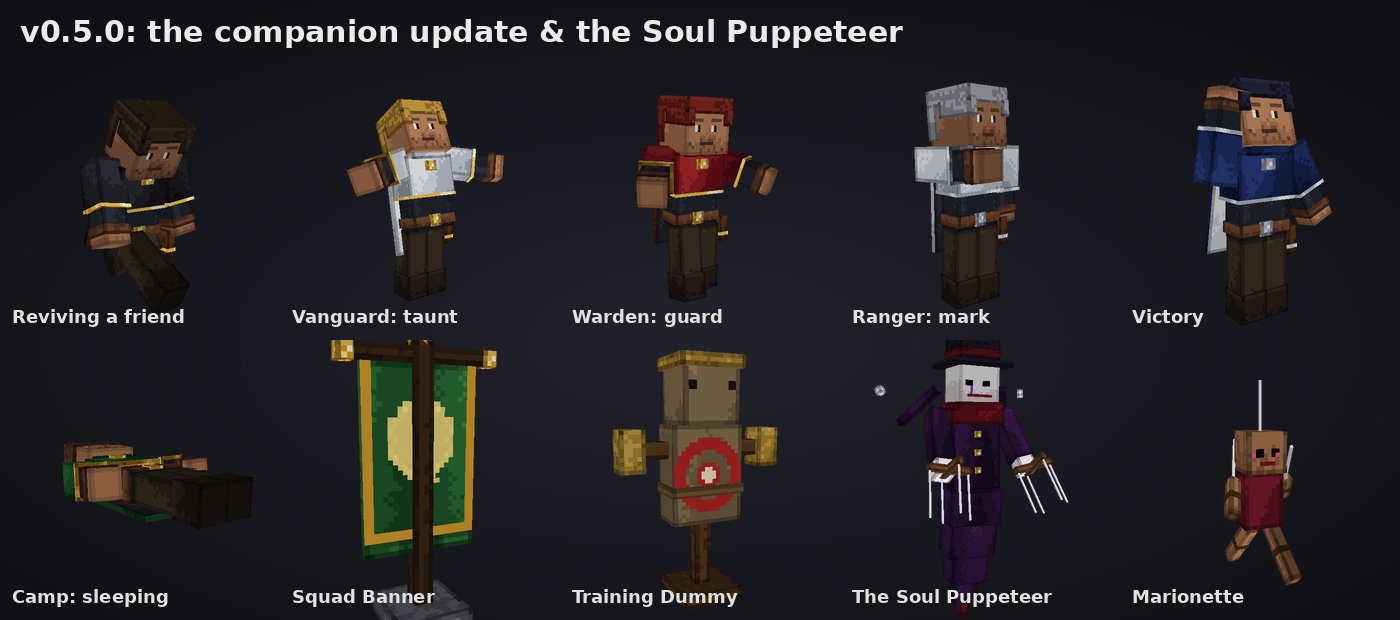 v0.5.0: the companion update & the Soul Puppeteer
Reviving a friend
Vanguard: taunt
Warden: guard
Ranger: mark
Victory
Camp: sleeping
Squad Banner
Training Dummy
The Soul Puppeteer
Marionette